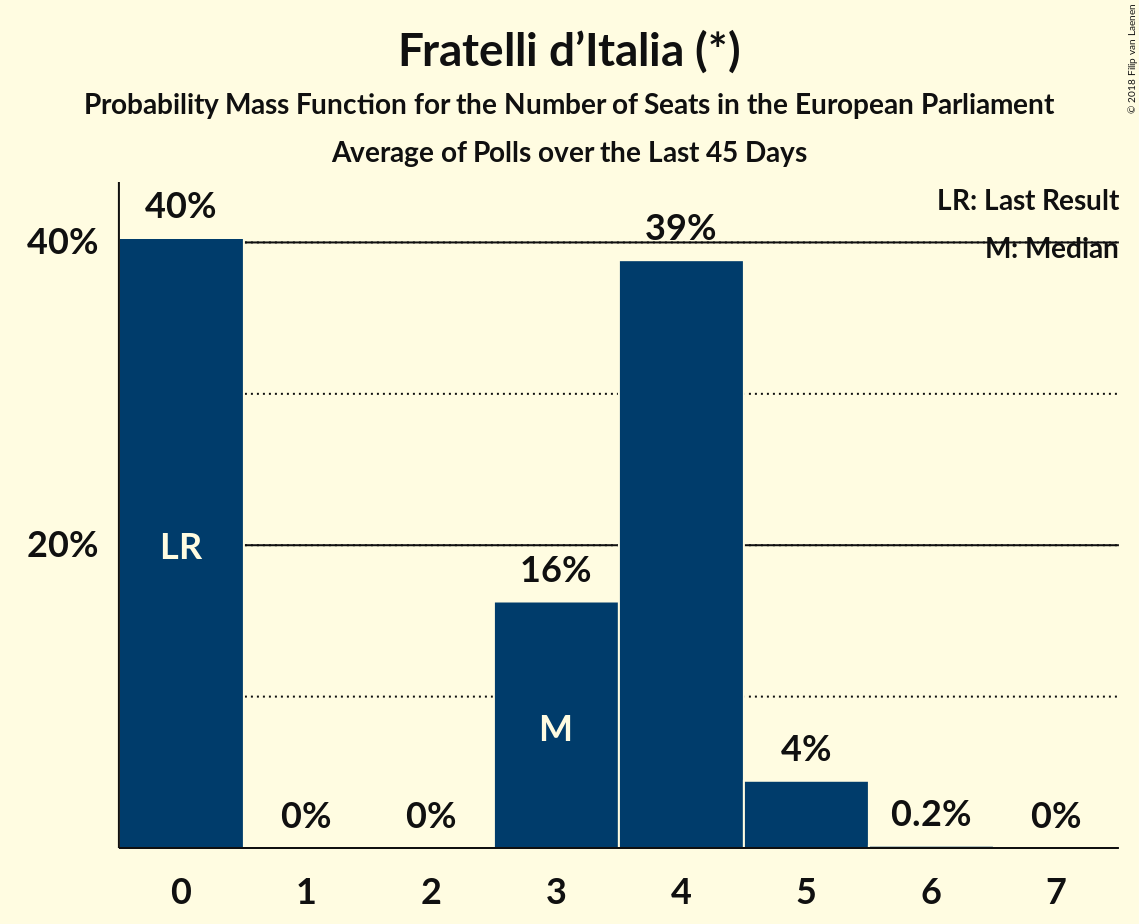 Fratelli d’Italia (*)
Probability Mass Function for the Number of Seats in the European Parliament
Average of Polls over the Last 45 Days
© 2018 Filip van Laenen
LR: Last Result
M: Median
40%
20%
40%
0%
0%
16%
39%
4%
0.2%
0%
LR
M
0 1 2 3 4 5 6 7